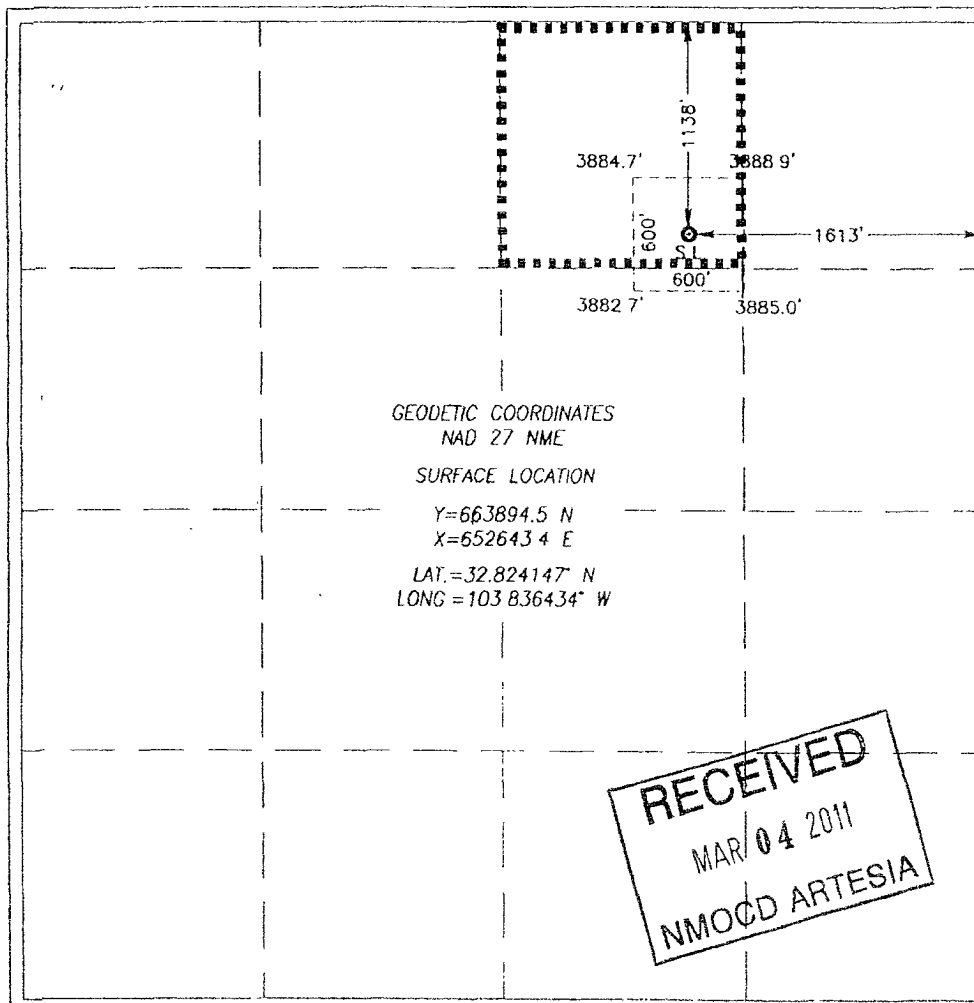 1138'
3884.7' 3888 9'
600'
1613'
S.L.
600'
3882 7' 3885.0'
GEODETIC COORDINATES
NAD 27 NME
SURFACE LOCATION
Y=663894.5 N
X=652643 4 E
LAT.=32.824147° N
LONG =103 836434° W
RECEIVED
MAR 04 2011
NMOCD ARTESIA